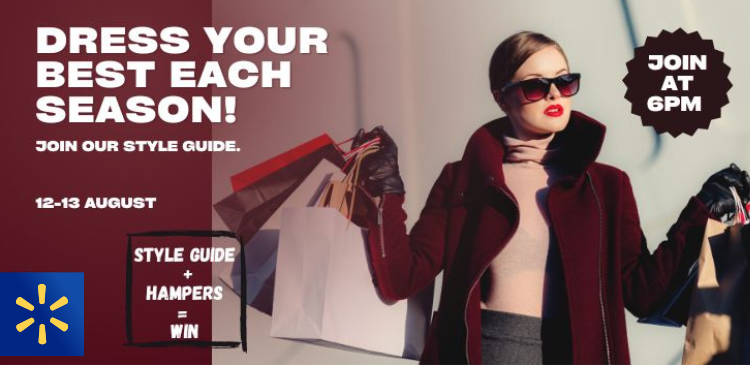 DRESS YOUR
BEST EACH
SEASON!
JOIN OUR STYLE GUIDE.
12-13 AUGUST
STYLE GUIDE
+
HAMPERS
=
WIN
JOIN
AT
6PM